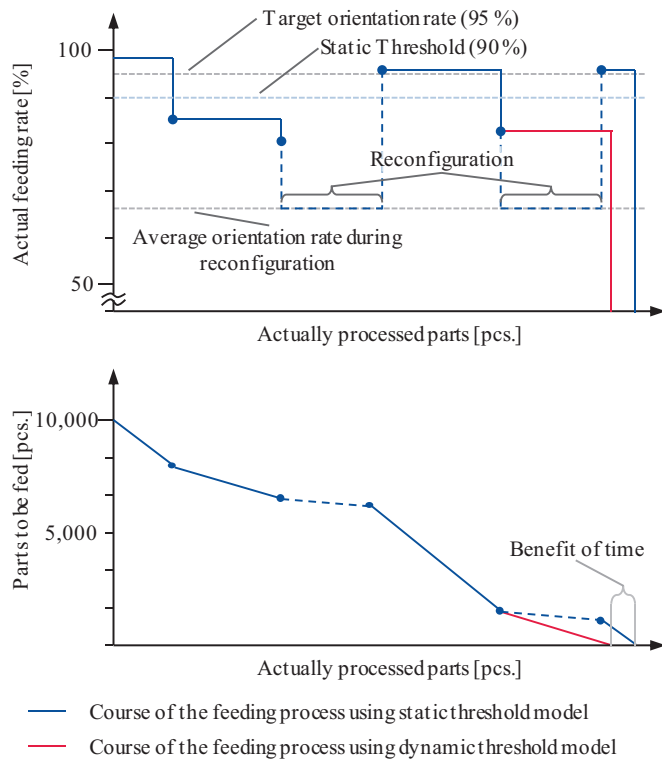 Target orientation rate (95 %)
Static Threshold (90%)
100
Actual feeding rate [%]
Reconfiguration
Average orientation rate during
reconfiguration
50
Actually processed parts [pcs.]
10,000
Parts to be fed [pcs.]
5,000
Benefit of time
Actually processed parts [pcs.]
Course of the feeding process using static threshold model
Course of the feeding process using dynamic threshold model